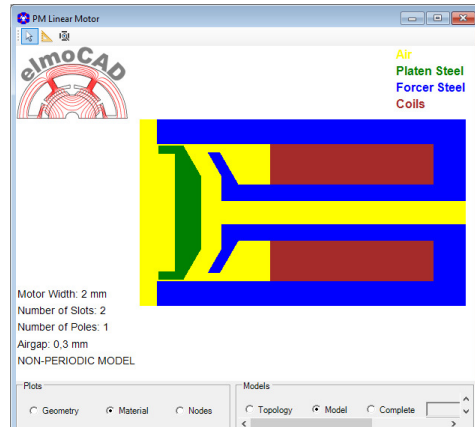 PM Linear Motor
elmoCAD
Air
Platen Steel
Forcer Steel
Coils
Motor Width: 2 mm
Number of Slots: 2
Number of Poles: 1
Airgap: 0,3 mm
NON-PERIODIC MODEL
Plots
Geometry
Material
Nodes
Models
Topology
Model
Complete